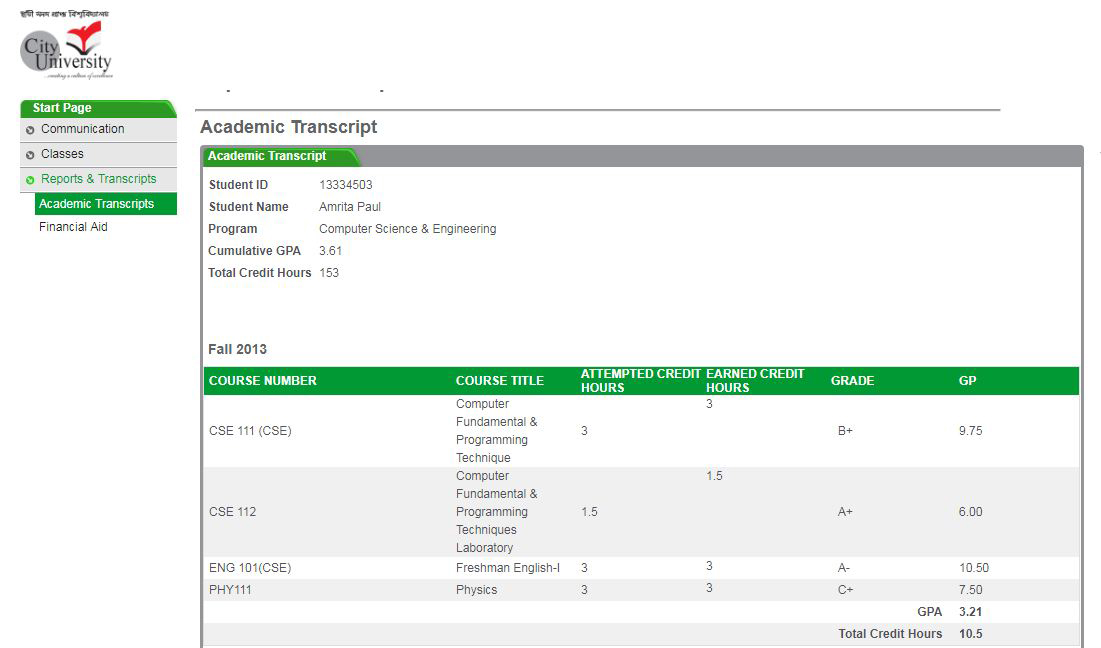 স্থায়ী সনদ প্রাপ্ত বিশ্ববিদ্যালয়
City
University
...creating a culture of excellence
Start Page
Communication
Classes
Reports & Transcripts
Academic Transcripts
Financial Aid
Academic Transcript
Academic Transcript
Student ID 13334503
Student Name Amrita Paul
Program Computer Science & Engineering
Cumulative GPA 3.61
Total Credit Hours 153
Fall 2013
COURSE NUMBER COURSE TITLE ATTEMPTED CREDIT HOURS EARNED CREDIT HOURS GRADE GP
CSE 111 (CSE) Computer Fundamental & Programming Technique 3 3 B+ 9.75
CSE 112 Computer Fundamental & Programming Techniques Laboratory 1.5 1.5 A+ 6.00
ENG 101(CSE) Freshman English-I 3 3 A- 10.50
PHY111 Physics 3 3 C+ 7.50
GPA 3.21
Total Credit Hours 10.5